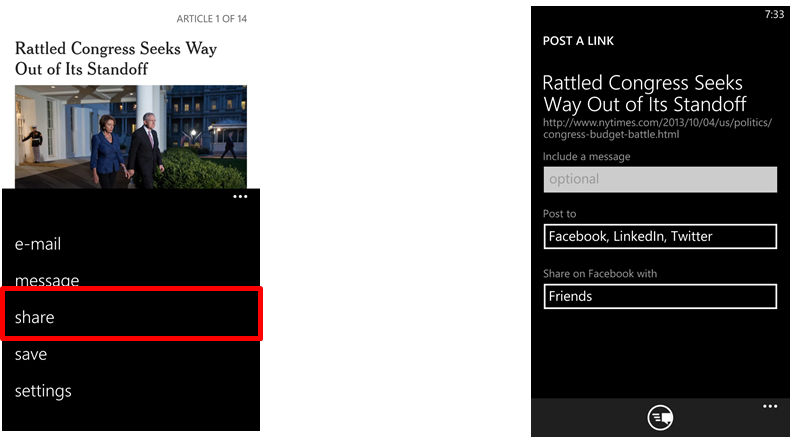 ARTICLE 1 OF 14
Rattled Congress Seeks Way
Out of Its Standoff
e-mail
message
share
save
settings
7:33
POST A LINK
Rattled Congress Seeks
Way Out of Its Standoff
http://www.nytimes.com/2013/10/04/us/politics/
congress-budget-battle.html
Include a message
optional
Post to
Facebook, LinkedIn, Twitter
Share on Facebook with
Friends